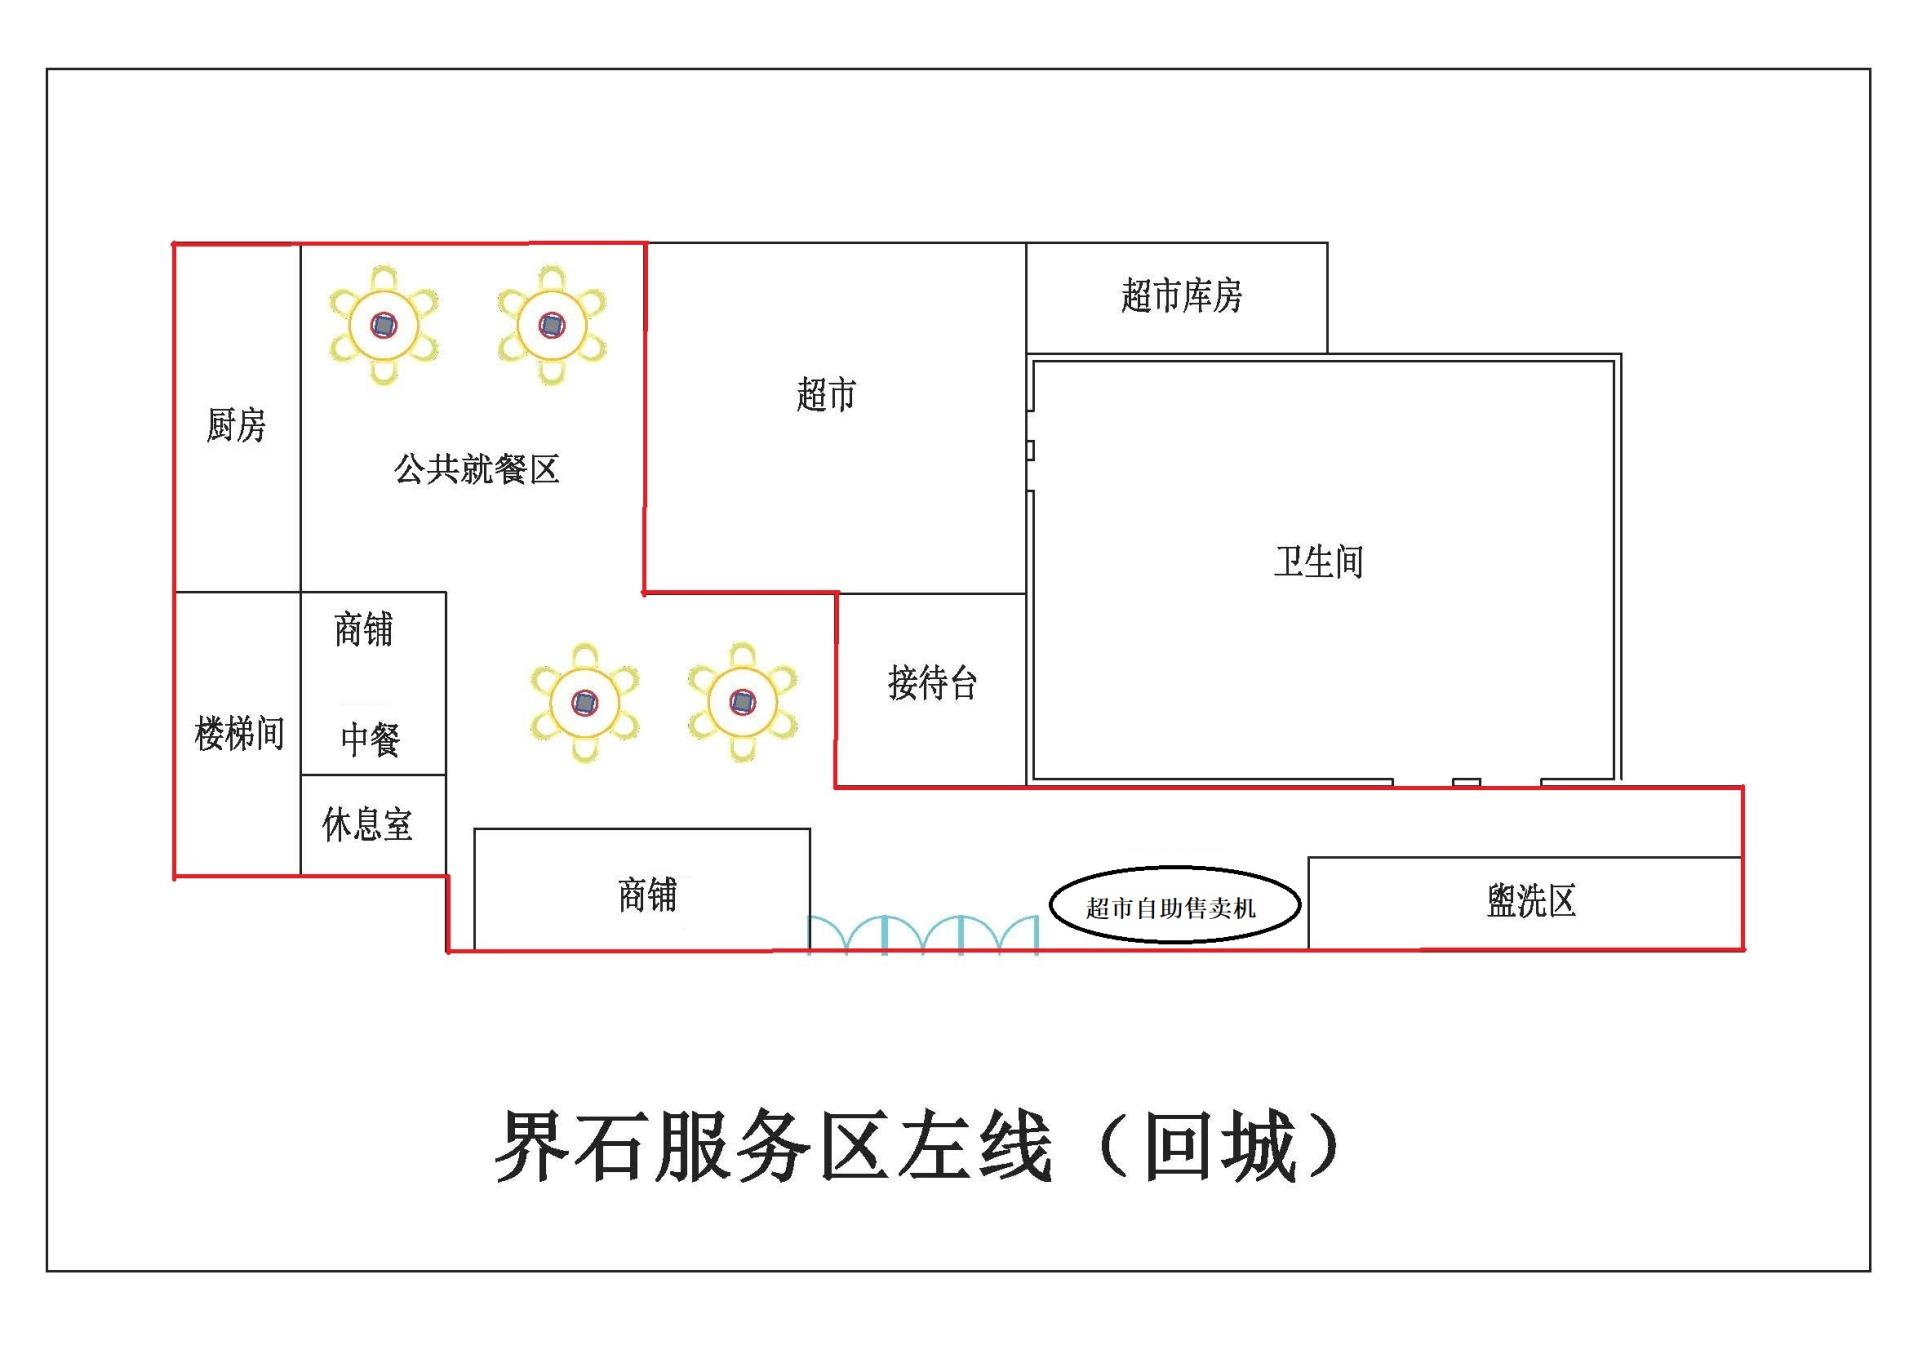 超市库房
超市
厨房
公共就餐区
卫生间
商铺
接待台
楼梯间
中餐
休息室
商铺
超市自助售卖机
盥洗区
界石服务区左线（回城）